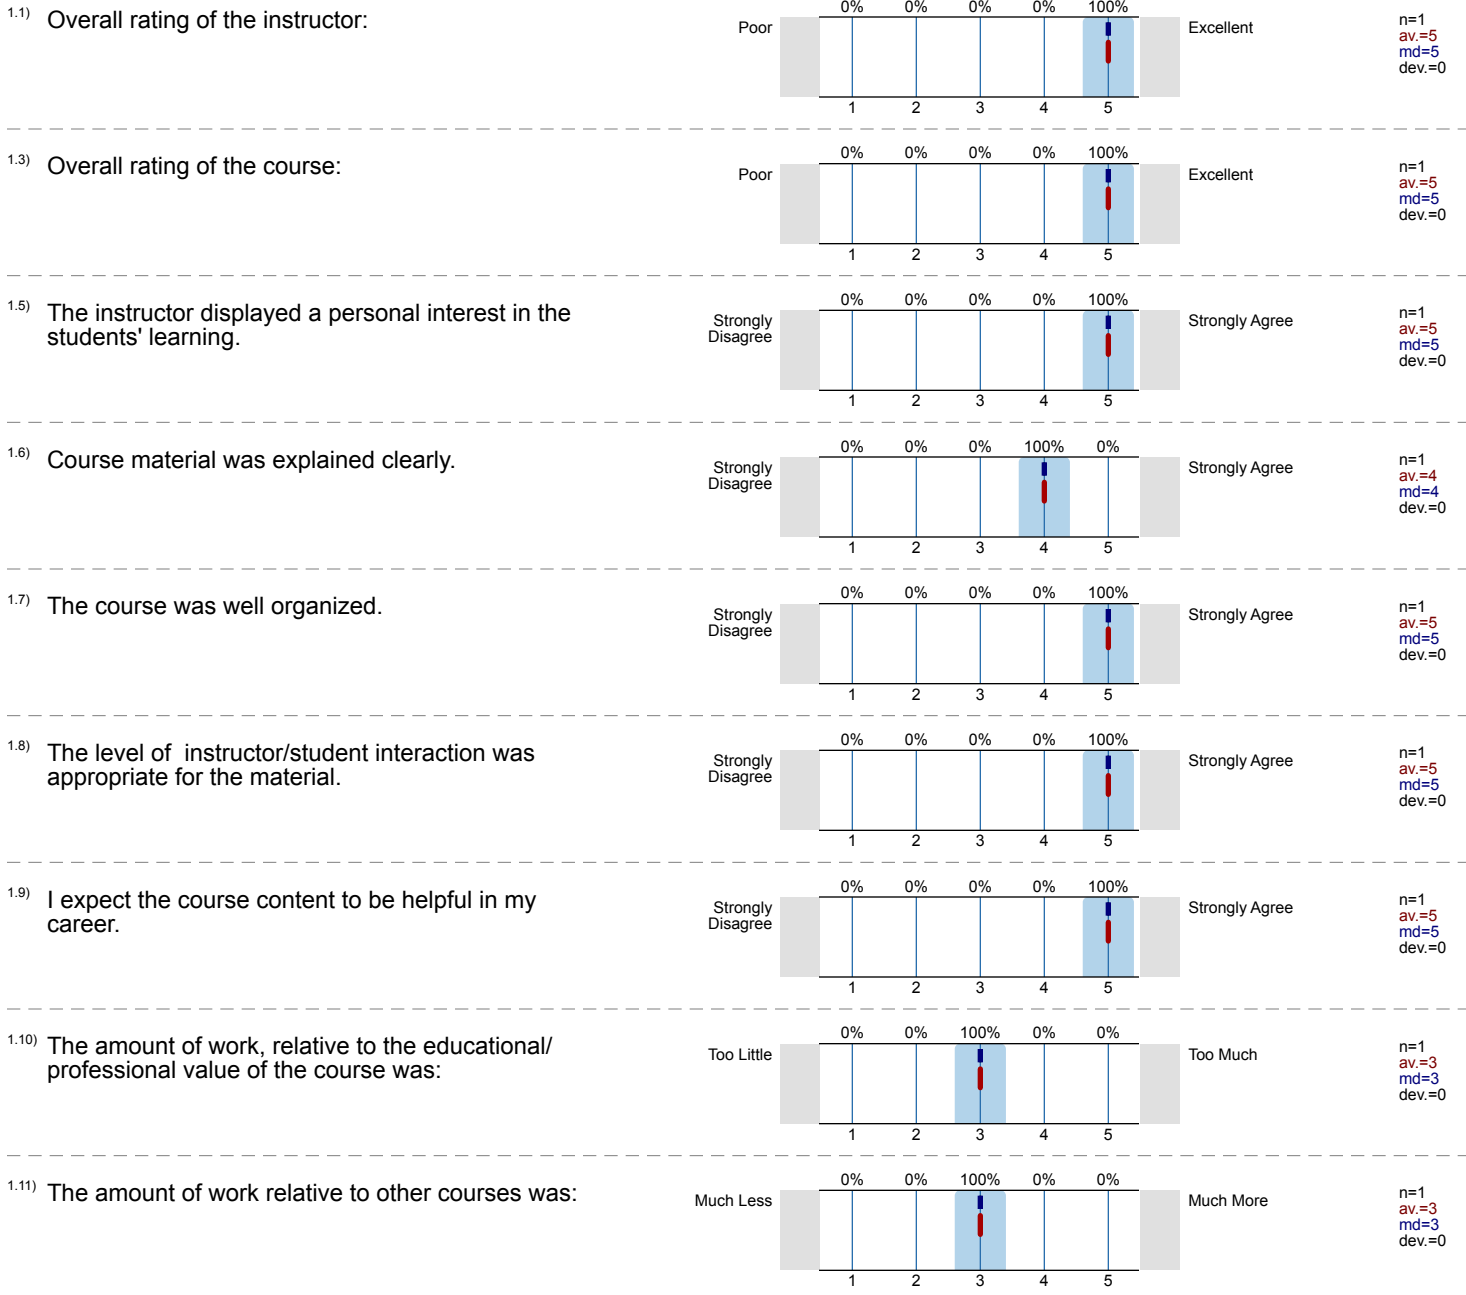 1.1) Overall rating of the instructor:
0% 0% 0% 0% 100%
Poor Excellent
1 2 3 4 5
n=1
av.=5
md=5
dev.=0
1.3) Overall rating of the course:
0% 0% 0% 0% 100%
Poor Excellent
1 2 3 4 5
n=1
av.=5
md=5
dev.=0
1.5) The instructor displayed a personal interest in the
students' learning.
0% 0% 0% 0% 100%
Strongly
Disagree
Strongly Agree
1 2 3 4 5
n=1
av.=5
md=5
dev.=0
1.6) Course material was explained clearly.
0% 0% 0% 100% 0%
Strongly
Disagree
Strongly Agree
1 2 3 4 5
n=1
av.=4
md=4
dev.=0
1.7) The course was well organized.
0% 0% 0% 0% 100%
Strongly
Disagree
Strongly Agree
1 2 3 4 5
n=1
av.=5
md=5
dev.=0
1.8) The level of  instructor/student interaction was
appropriate for the material.
0% 0% 0% 0% 100%
Strongly
Disagree
Strongly Agree
1 2 3 4 5
n=1
av.=5
md=5
dev.=0
1.9) I expect the course content to be helpful in my
career.
0% 0% 0% 0% 100%
Strongly
Disagree
Strongly Agree
1 2 3 4 5
n=1
av.=5
md=5
dev.=0
1.10) The amount of work, relative to the educational/
professional value of the course was:
0% 0% 100% 0% 0%
Too Little Too Much
1 2 3 4 5
n=1
av.=3
md=3
dev.=0
1.11) The amount of work relative to other courses was:
0% 0% 100% 0% 0%
Much Less Much More
1 2 3 4 5
n=1
av.=3
md=3
dev.=0